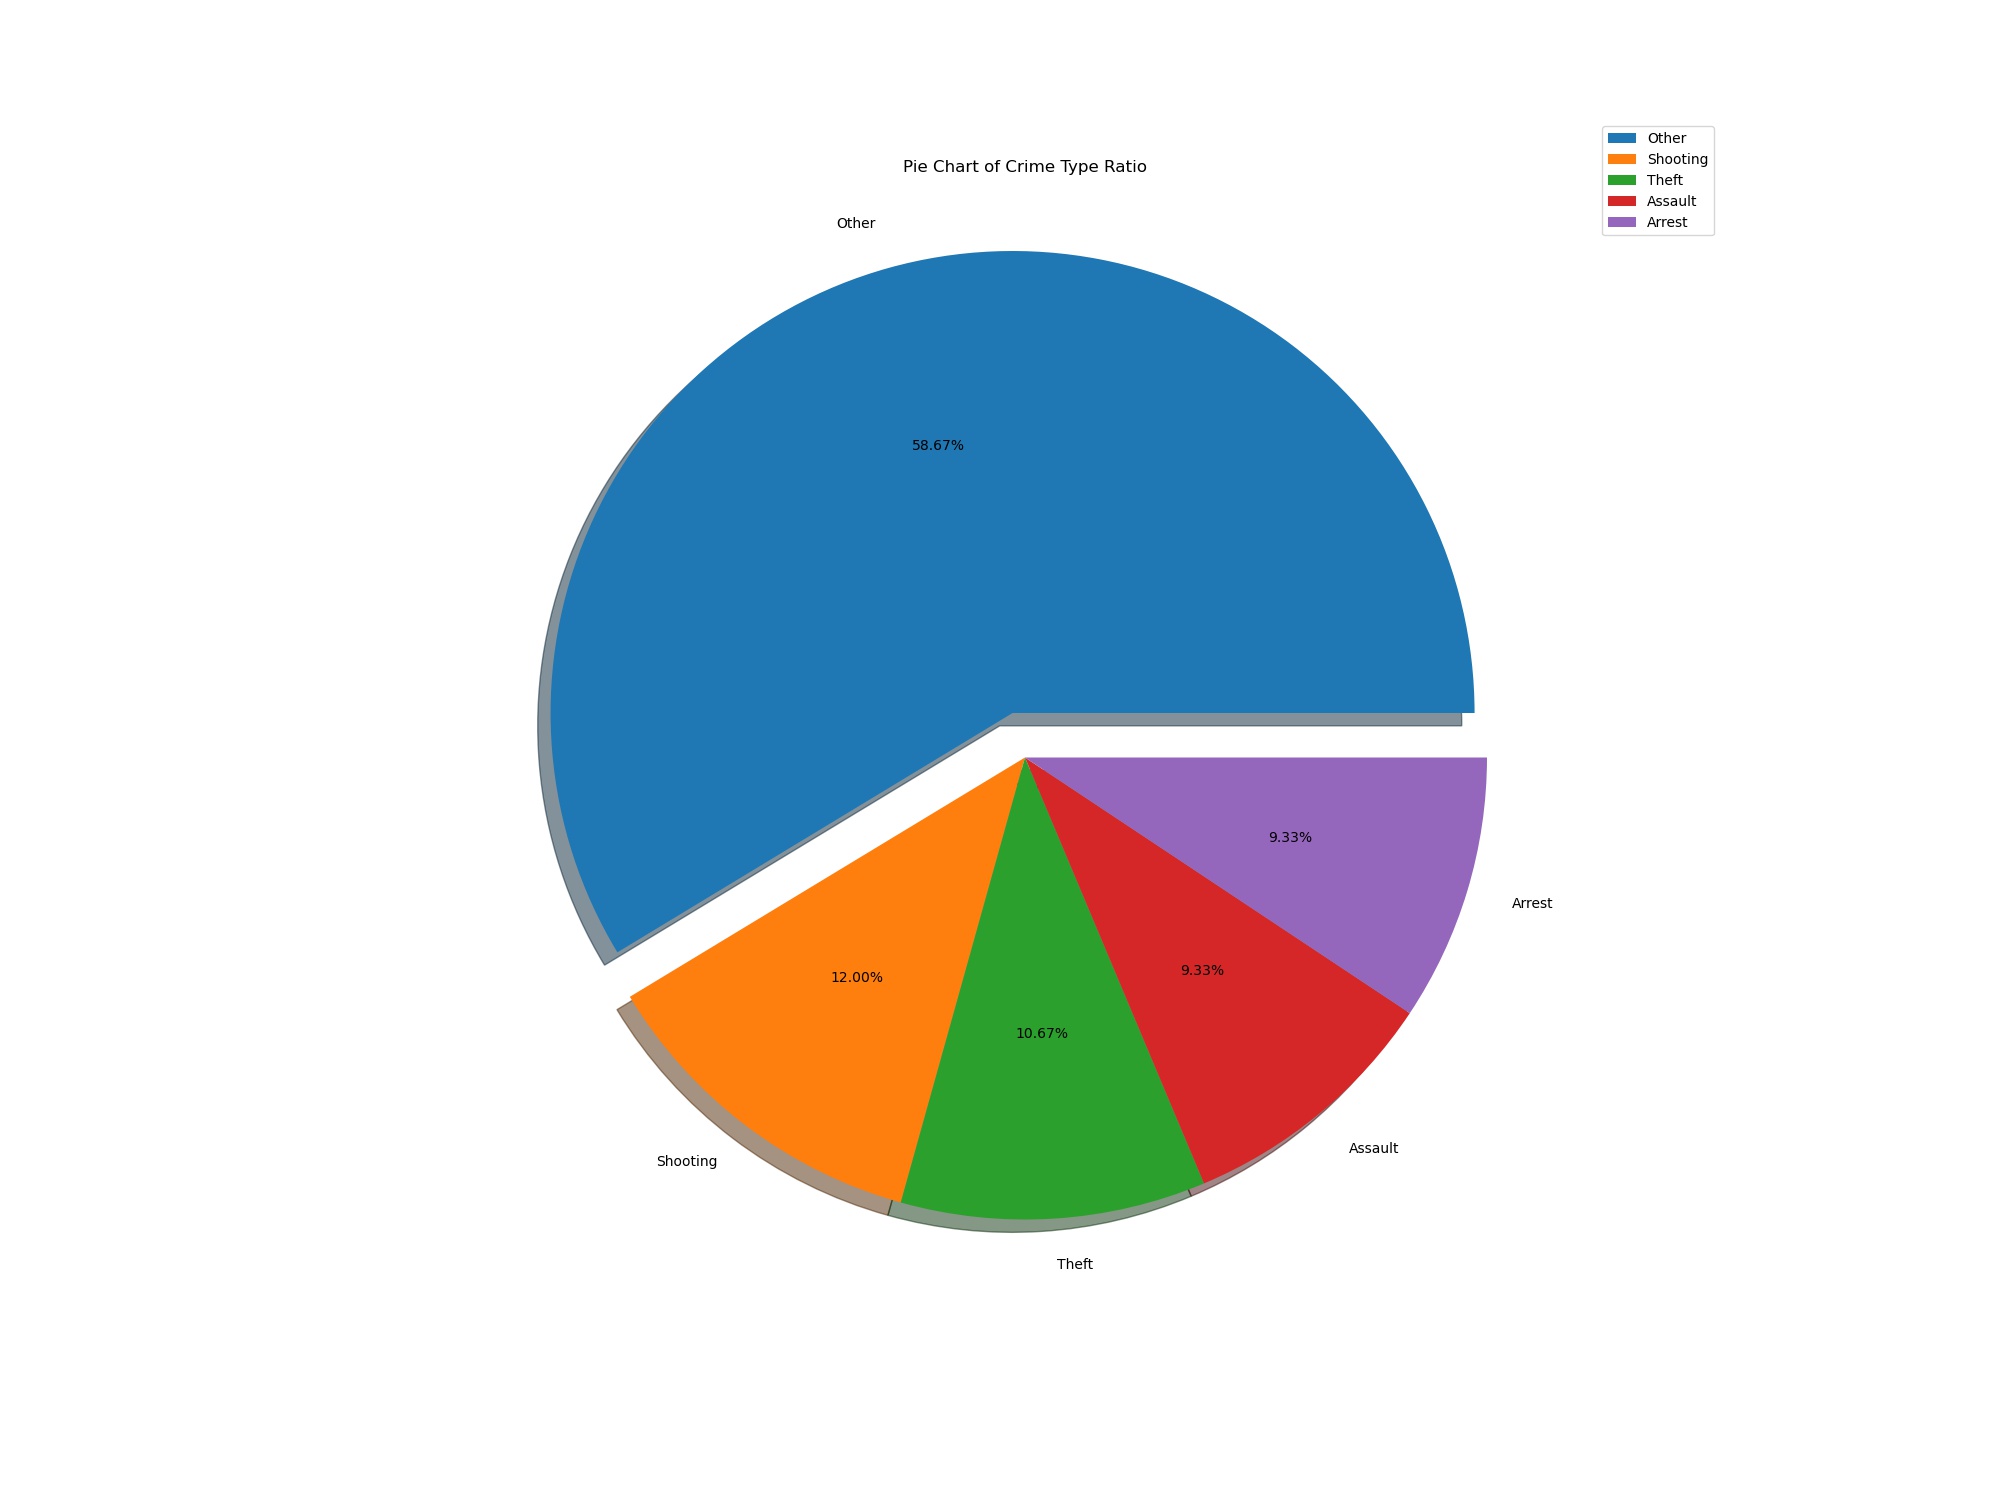 Pie Chart of Crime Type Ratio
Other
Shooting
Theft
Assault
Arrest
Other
58.67%
9.33%
Arrest
9.33%
12.00%
10.67%
Assault
Shooting
Theft